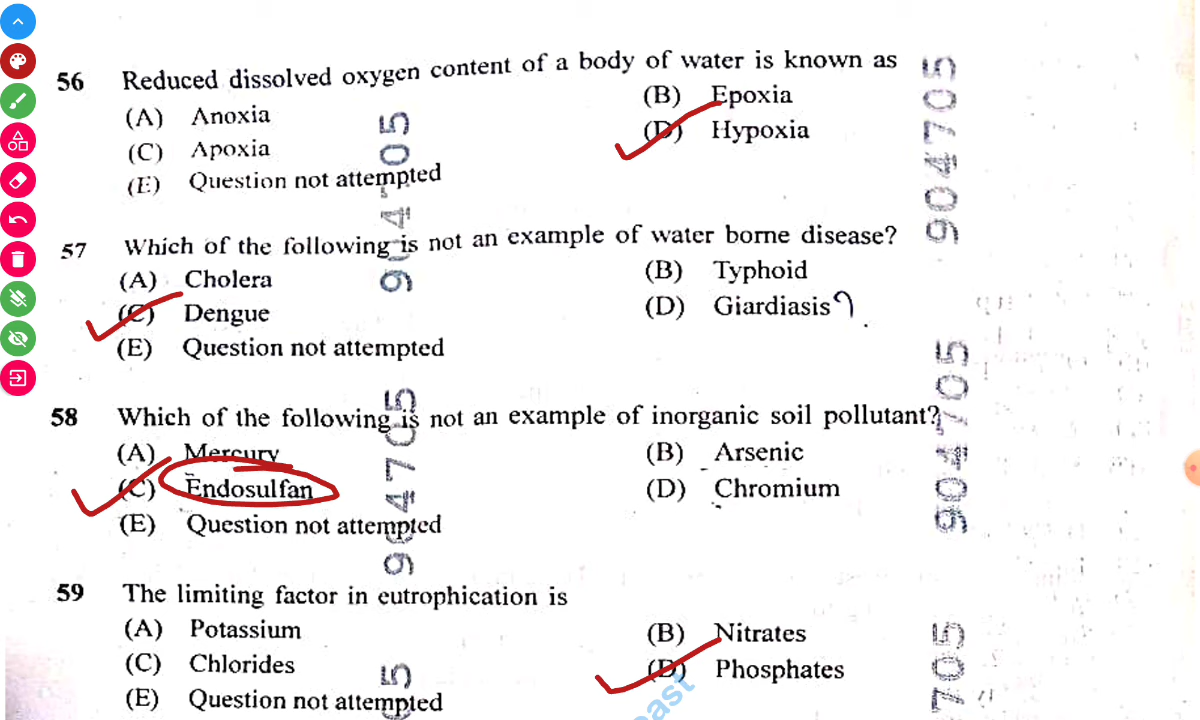 56 Reduced dissolved oxygen content of a body of water is known as
(A) Anoxia (B) Epoxia
(C) Apoxia (D) Hypoxia
(E) Question not attempted
904705
904705
57 Which of the following is not an example of water borne disease?
(A) Cholera (B) Typhoid
(C) Dengue (D) Giardiasis
(E) Question not attempted
58 Which of the following is not an example of inorganic soil pollutant?
(A) Mercury (B) Arsenic
(C) Endosulfan (D) Chromium
(E) Question not attempted
904705
904705
59 The limiting factor in eutrophication is
(A) Potassium (B) Nitrates
(C) Chlorides (D) Phosphates
(E) Question not attempted
5
705
east